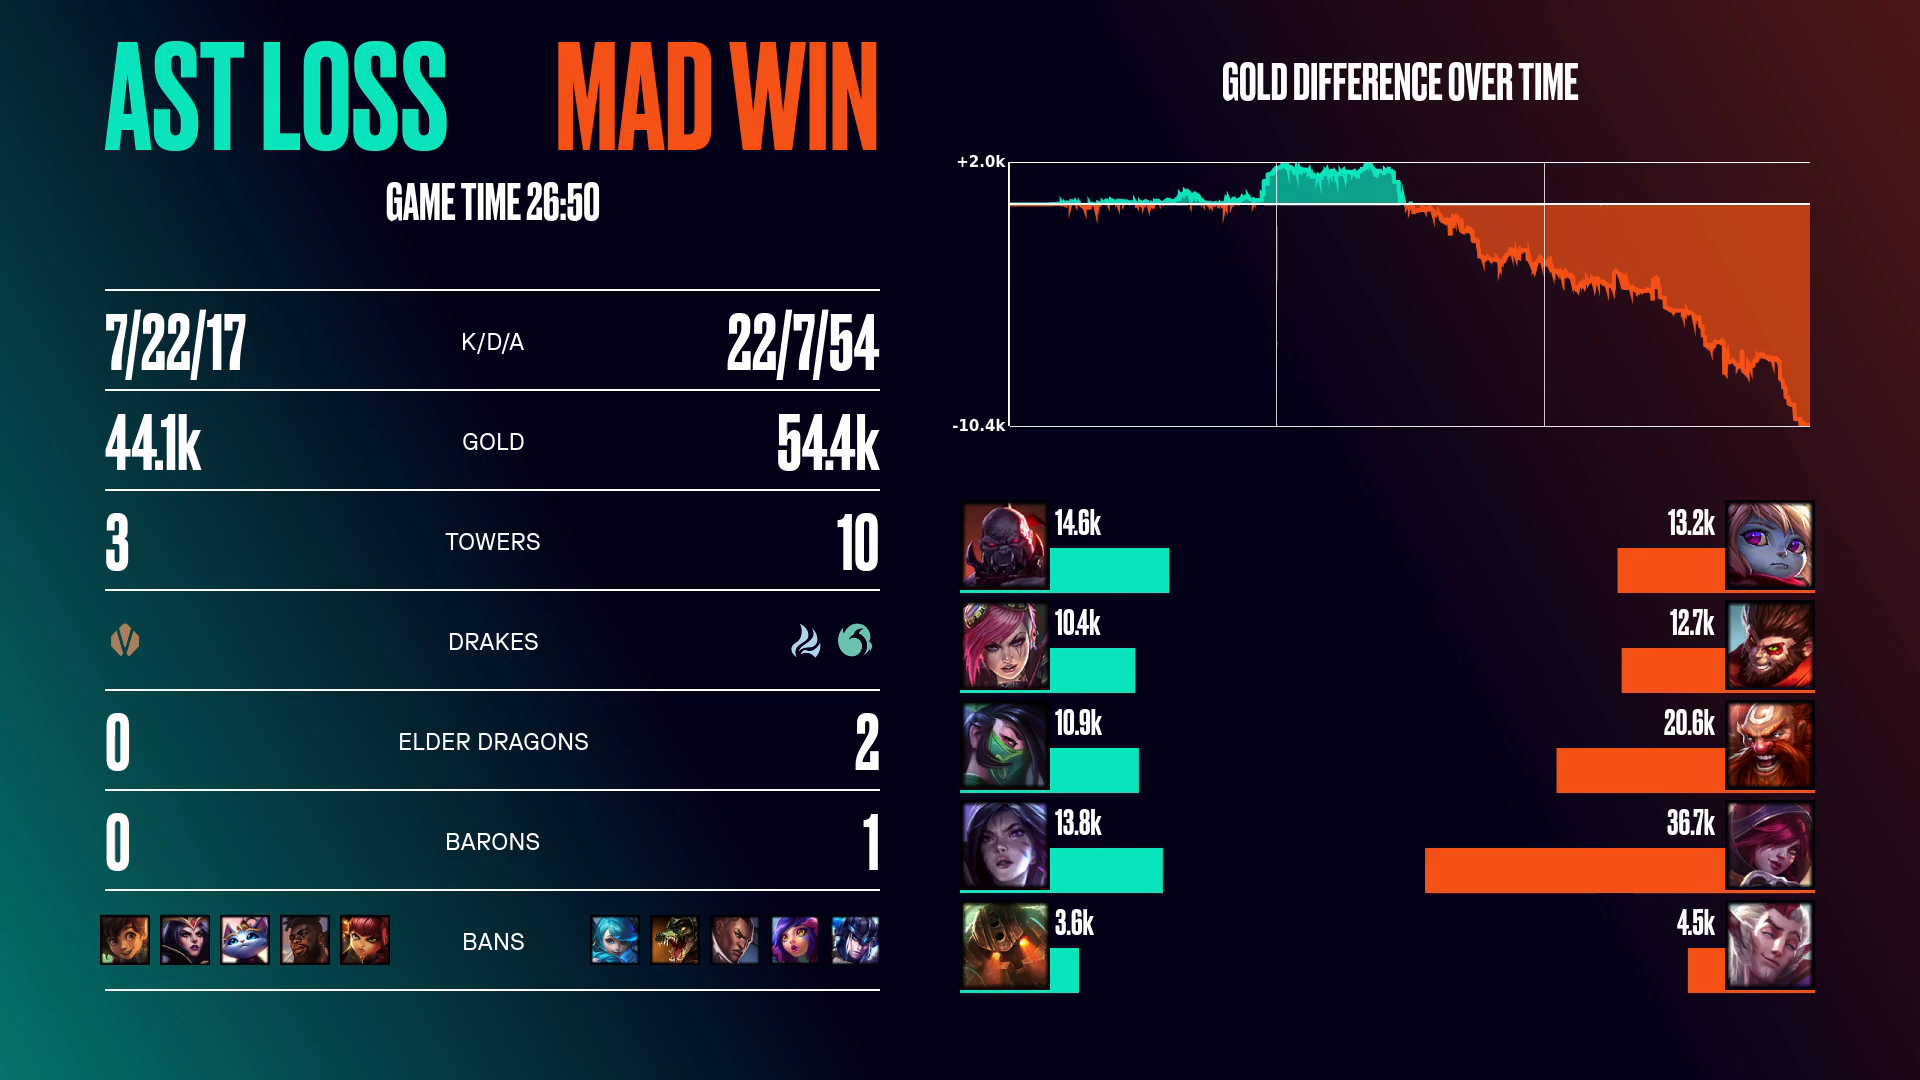 AST LOSS
MAD WIN
GAME TIME 26:50
7/22/17 K/D/A 22/7/54
44.1k GOLD 54.4k
3 TOWERS 10
DRAKES
0 ELDER DRAGONS 2
0 BARONS 1
BANS
GOLD DIFFERENCE OVER TIME
+2.0k
-10.4k
14.6k 13.2k
10.4k 12.7k
10.9k 20.6k
13.8k 36.7k
3.6k 4.5k